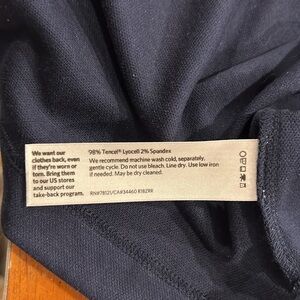 We want our
clothes back, even
if they're worn or
torn. Bring them
to our US stores
and support our
take-back program.
98% Tencel® Lyocell 2% Spandex
We recommend machine wash cold, separately,
gentle cycle. Do not use bleach. Line dry. Use low iron
if needed. May be dry cleaned.
RN#78121/CA#34460 R18ZRR